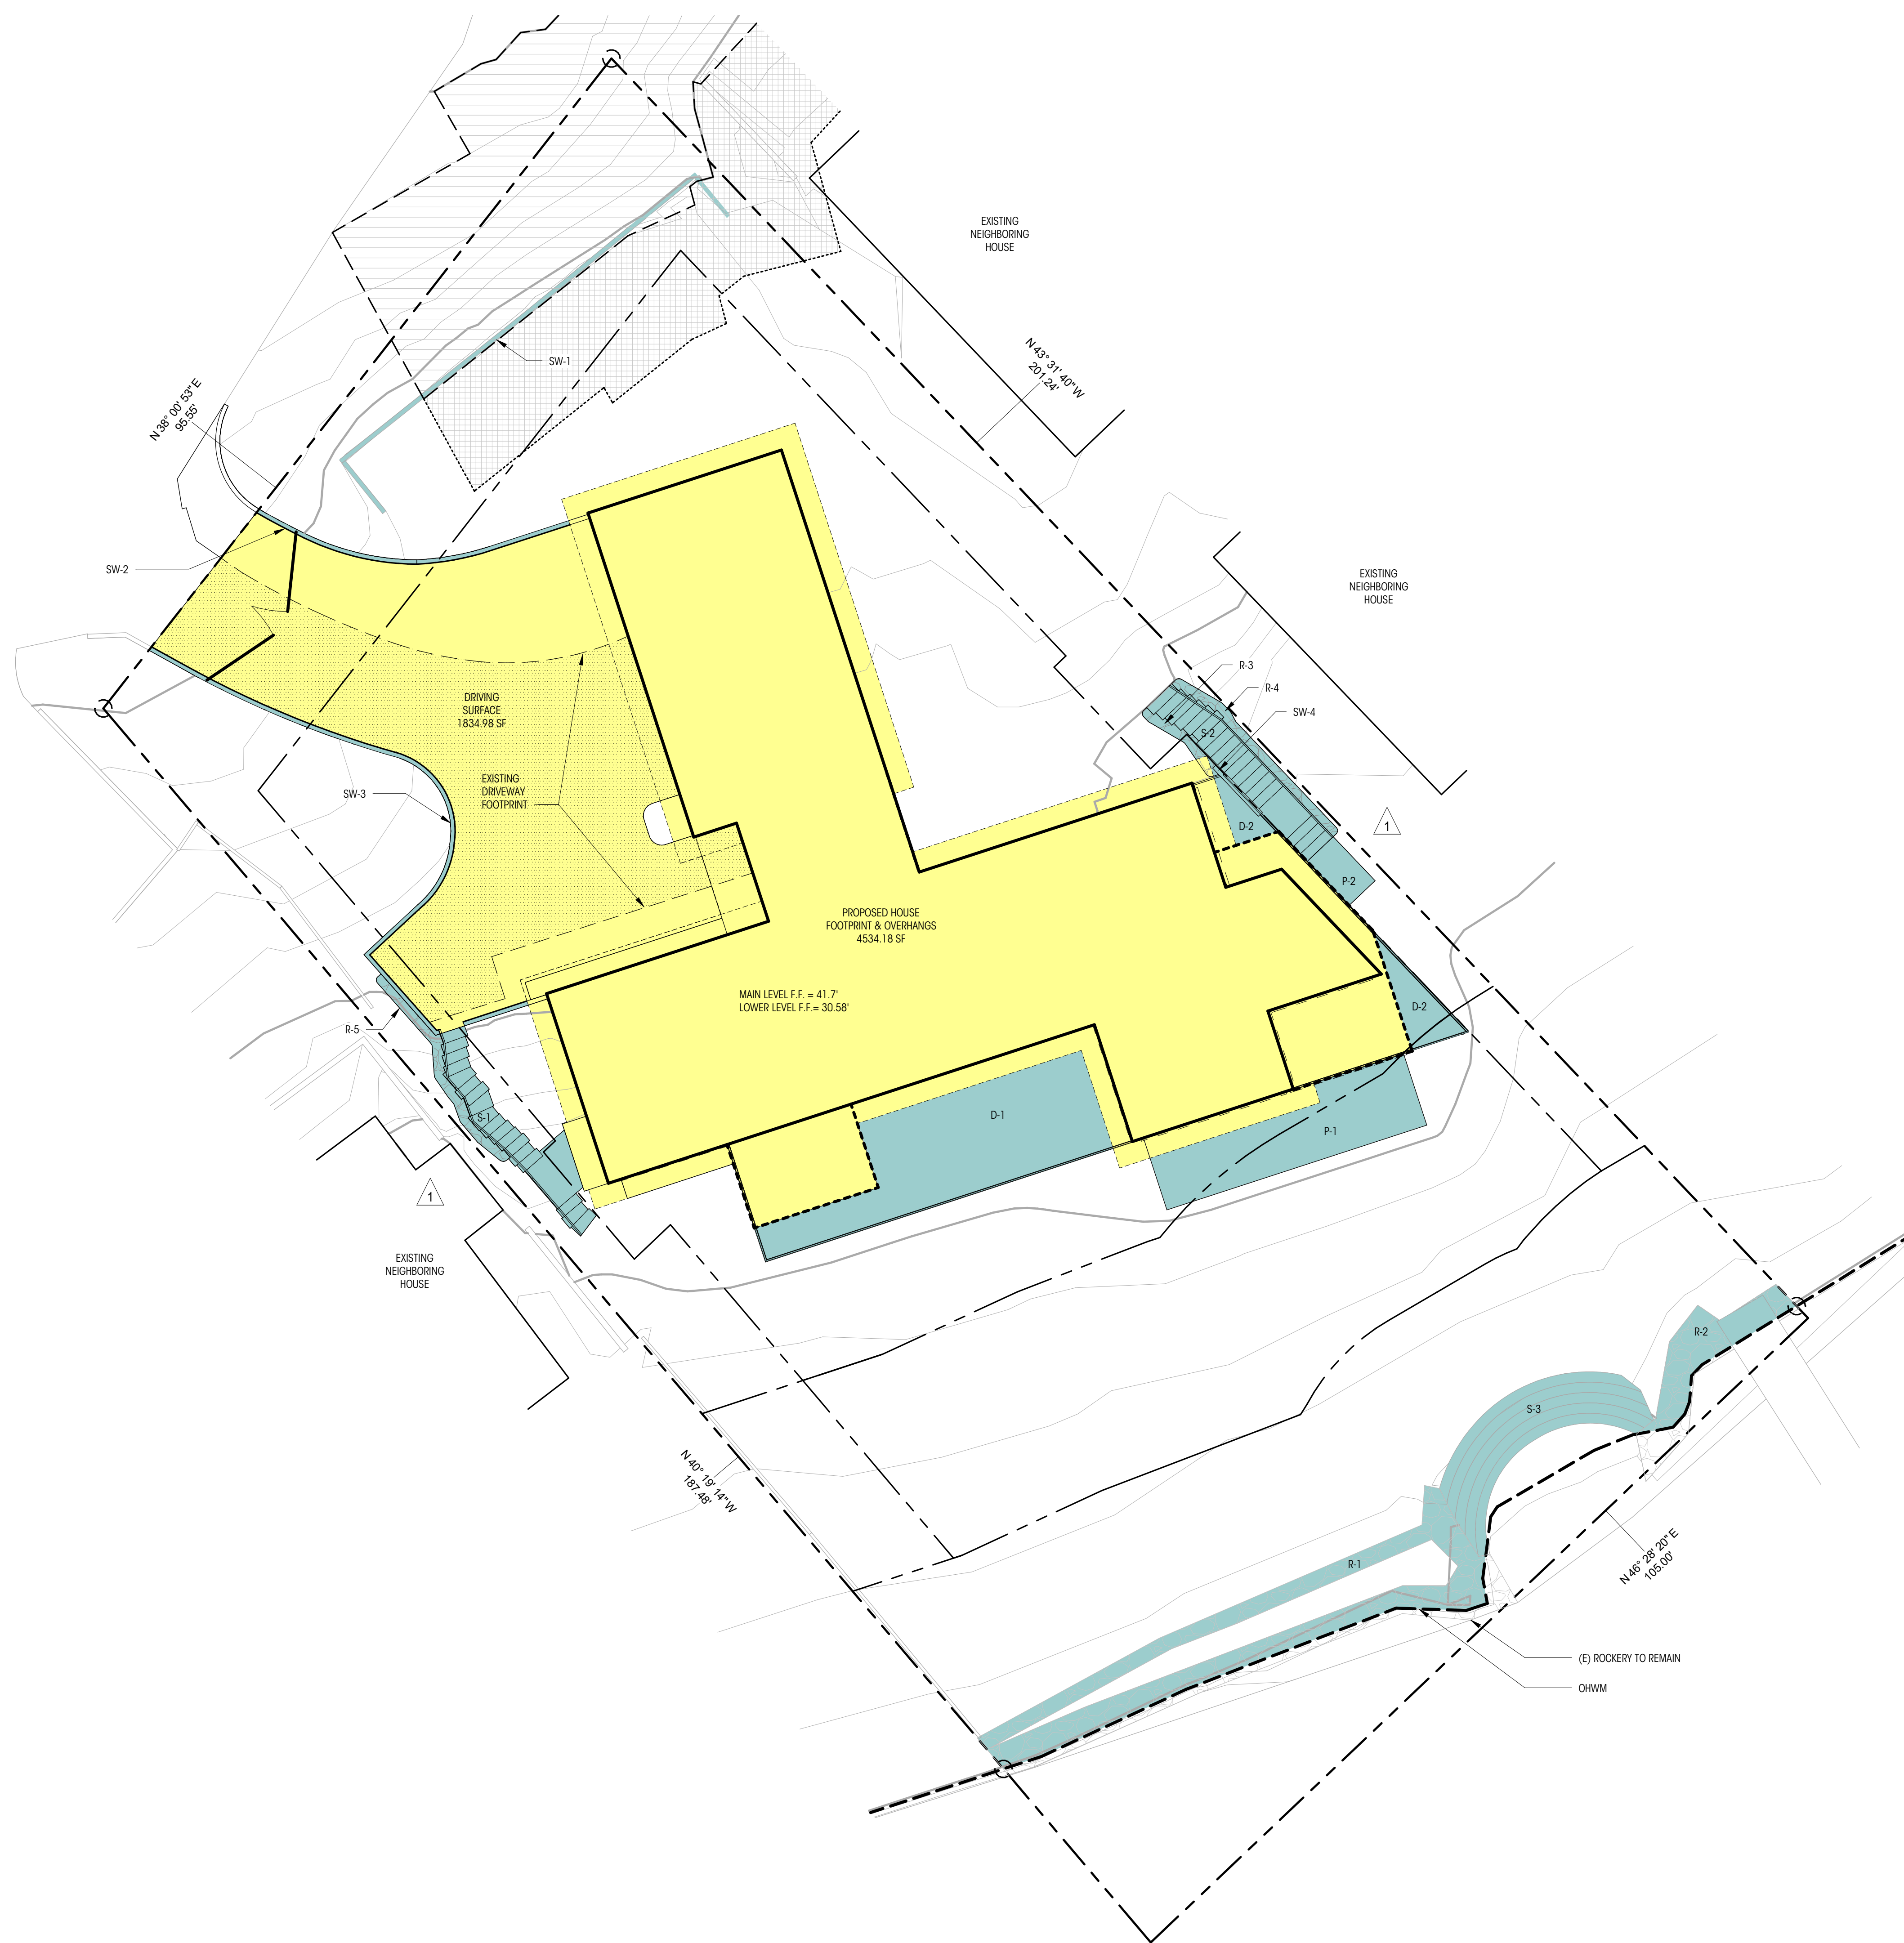 EXISTING
NEIGHBORING
HOUSE
SW-1
N 43° 31' 40" W
201.24'
N 38° 00' 53" E
95.55'
SW-2
EXISTING
NEIGHBORING
HOUSE
R-3
R-4
SW-4
S-2
DRIVING
SURFACE
1834.98 SF
EXISTING
DRIVEWAY
FOOTPRINT
SW-3
1
D-2
P-2
PROPOSED HOUSE
FOOTPRINT & OVERHANGS
4534.18 SF
MAIN LEVEL F.F. = 41.7'
LOWER LEVEL F.F.= 30.58'
D-2
R-5
S-1
D-1
P-1
1
EXISTING
NEIGHBORING
HOUSE
R-2
S-3
N 40° 19' 14" W
187.48'
R-1
N 46° 28' 20" E
105.00'
(E) ROCKERY TO REMAIN
OHWM